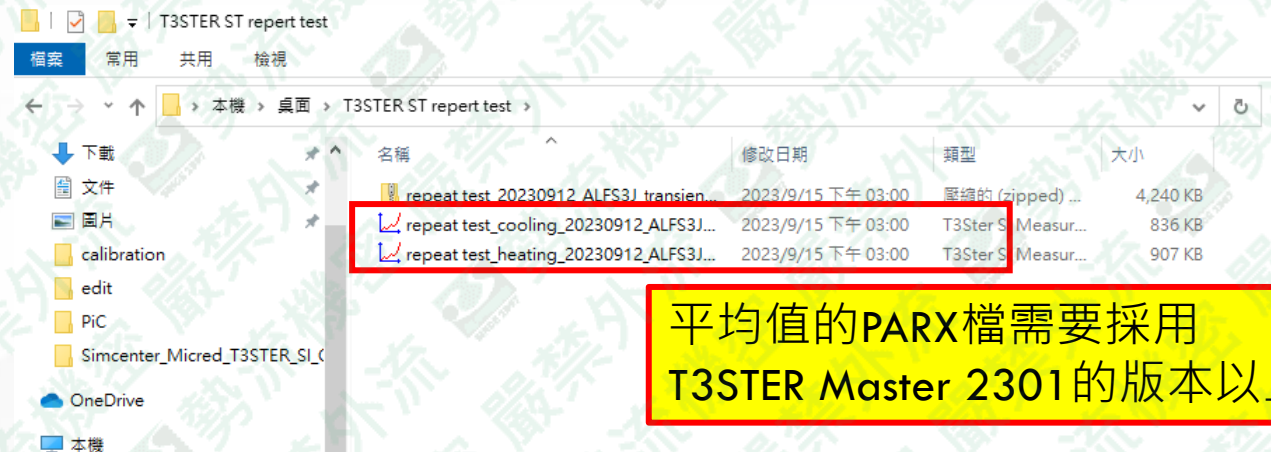 T3STER ST repert test
檔案 常用 共用 檢視
本機 > 桌面 > T3STER ST repert test >
名稱 修改日期 類型 大小
下載
文件
圖片
calibration
edit
PiC
Simcenter_Micred_T3STER_SI_
OneDrive
本機
repeat test_20230912_ALFS3J_transien... 2023/9/15 下午 03:00 壓縮的 (zipped) ... 4,240 KB
repeat test_cooling_20230912_ALFS3J... 2023/9/15 下午 03:00 T3Ster S Measur... 836 KB
repeat test_heating_20230912_ALFS3J... 2023/9/15 下午 03:00 T3Ster S Measur... 907 KB
平均值的PARX檔需要採用
T3STER Master 2301的版本以